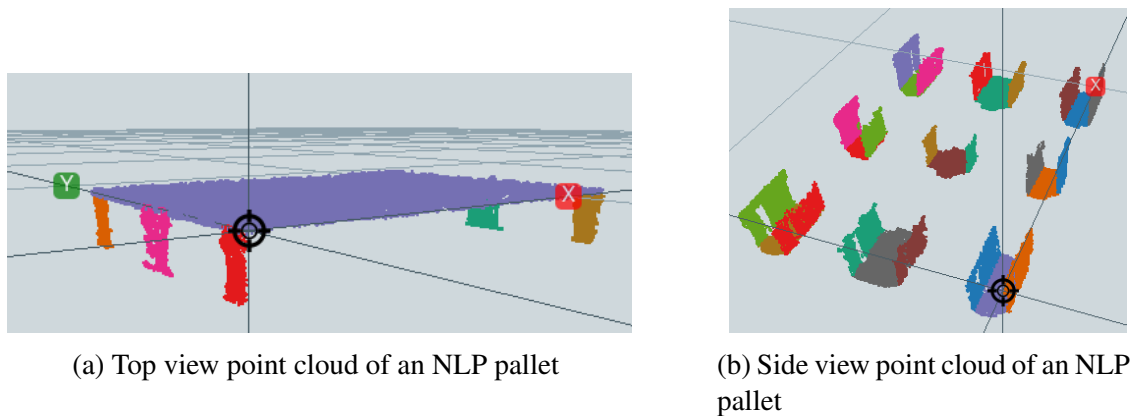 Y
X
X
(a) Top view point cloud of an NLP pallet
(b) Side view point cloud of an NLP
pallet